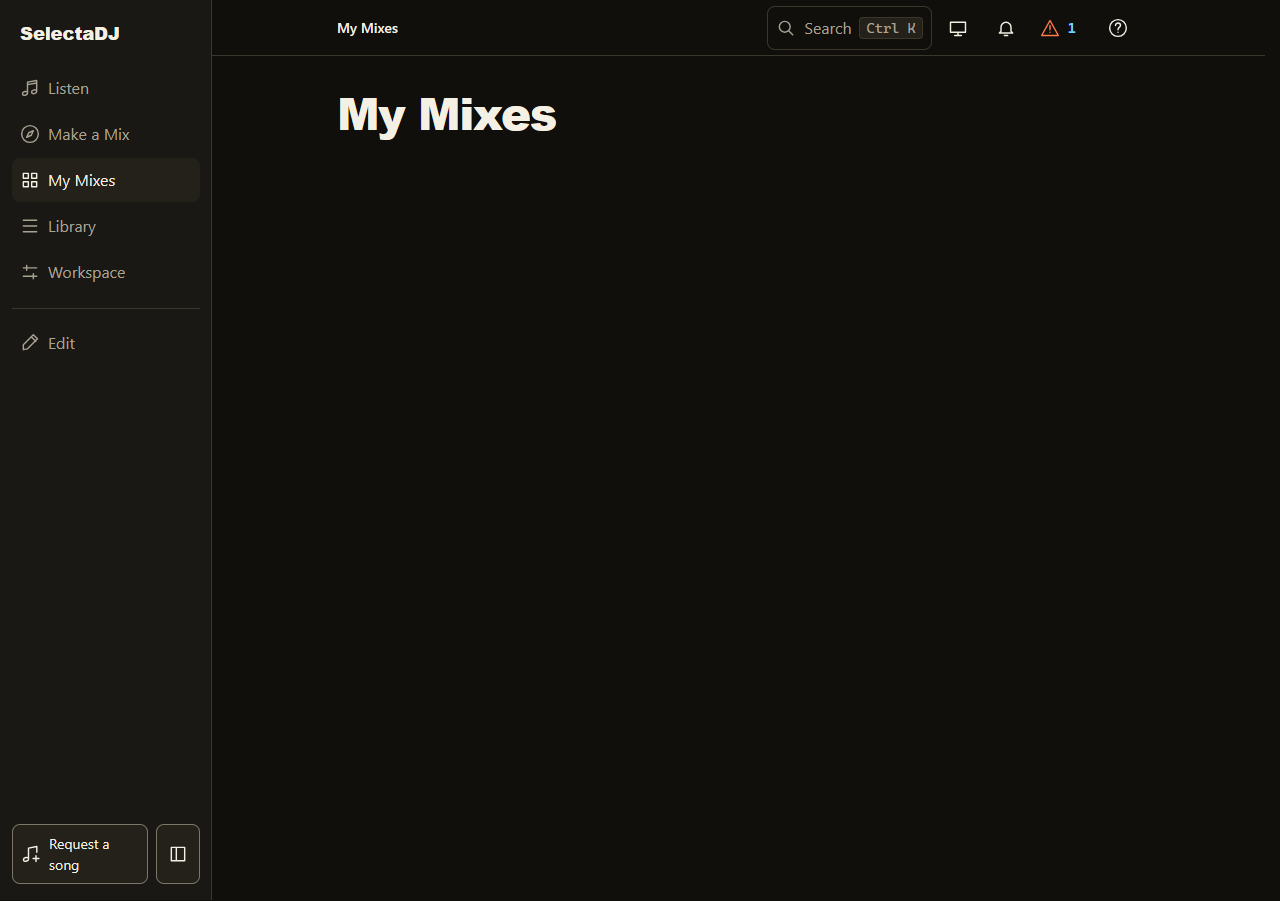 SelectaDJ
Listen
Make a Mix
My Mixes
Library
Workspace
Edit
Request a
song
My Mixes
Search Ctrl K
1
My Mixes